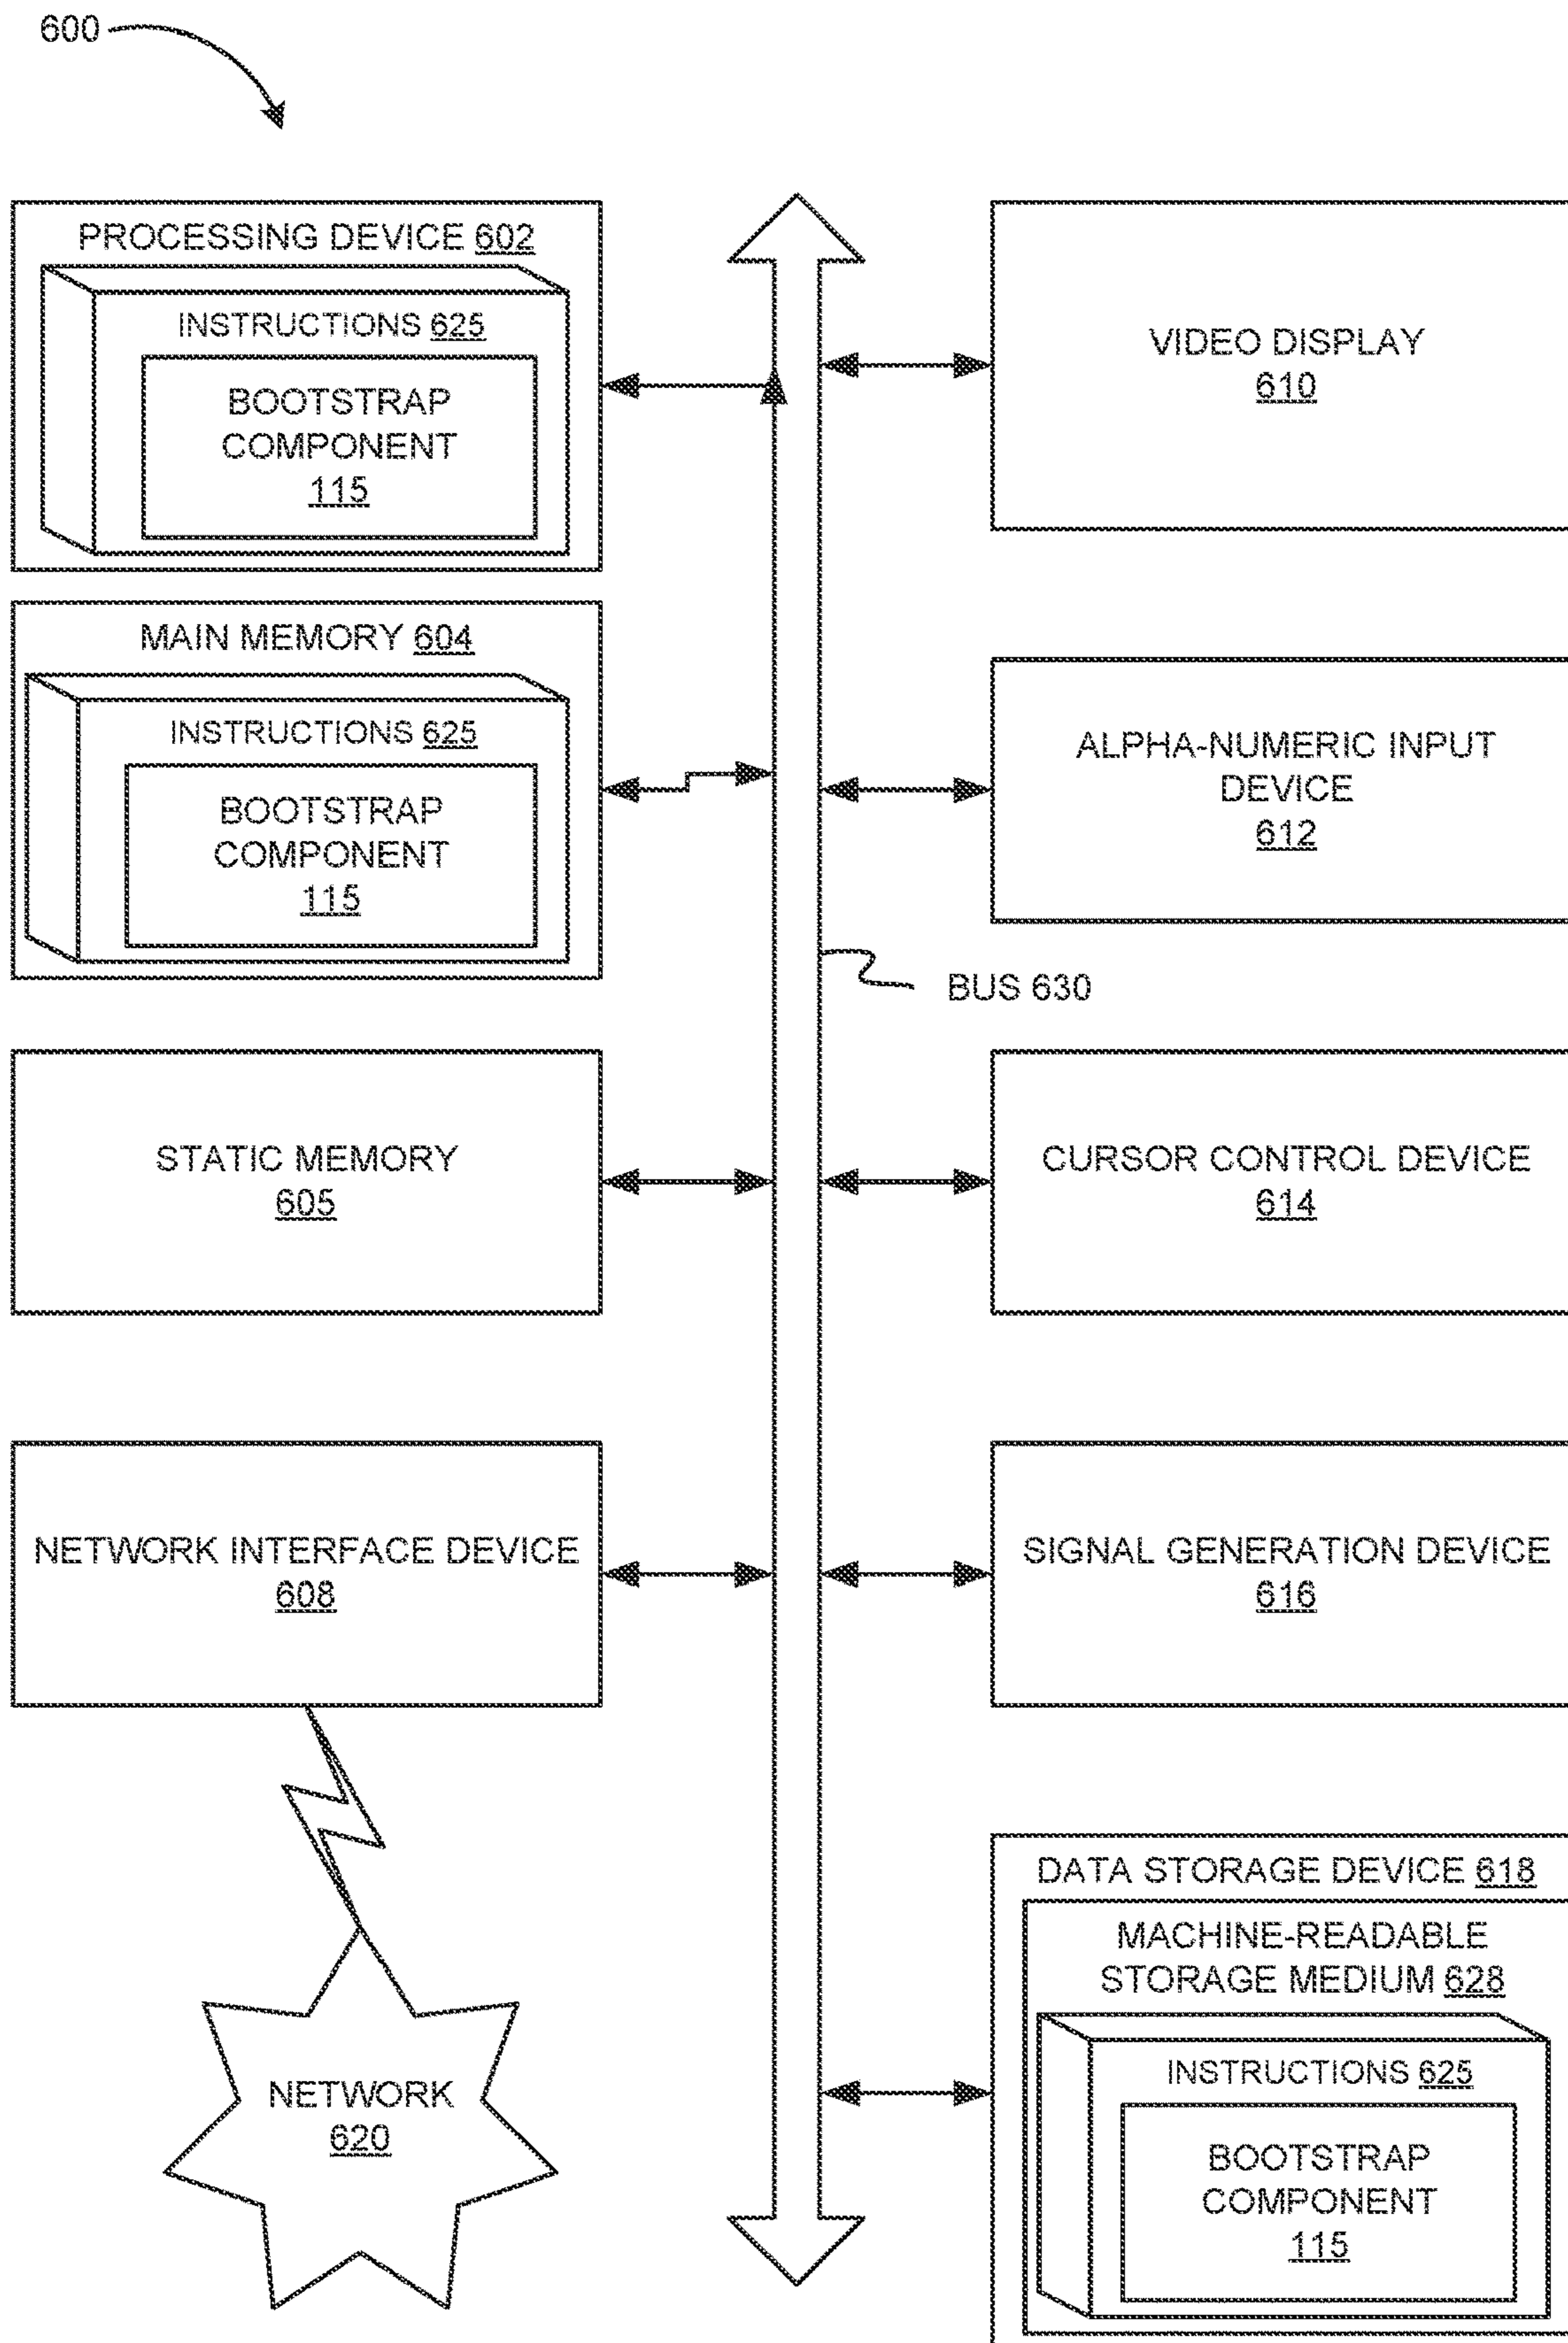 600
PROCESSING DEVICE 602
INSTRUCTIONS 625
BOOTSTRAP
COMPONENT
115
MAIN MEMORY 604
INSTRUCTIONS 625
BOOTSTRAP
COMPONENT
115
STATIC MEMORY
605
NETWORK INTERFACE DEVICE
608
NETWORK
620
BUS 630
VIDEO DISPLAY
610
ALPHA-NUMERIC INPUT
DEVICE
612
CURSOR CONTROL DEVICE
614
SIGNAL GENERATION DEVICE
616
DATA STORAGE DEVICE 618
MACHINE-READABLE
STORAGE MEDIUM 628
INSTRUCTIONS 625
BOOTSTRAP
COMPONENT
115